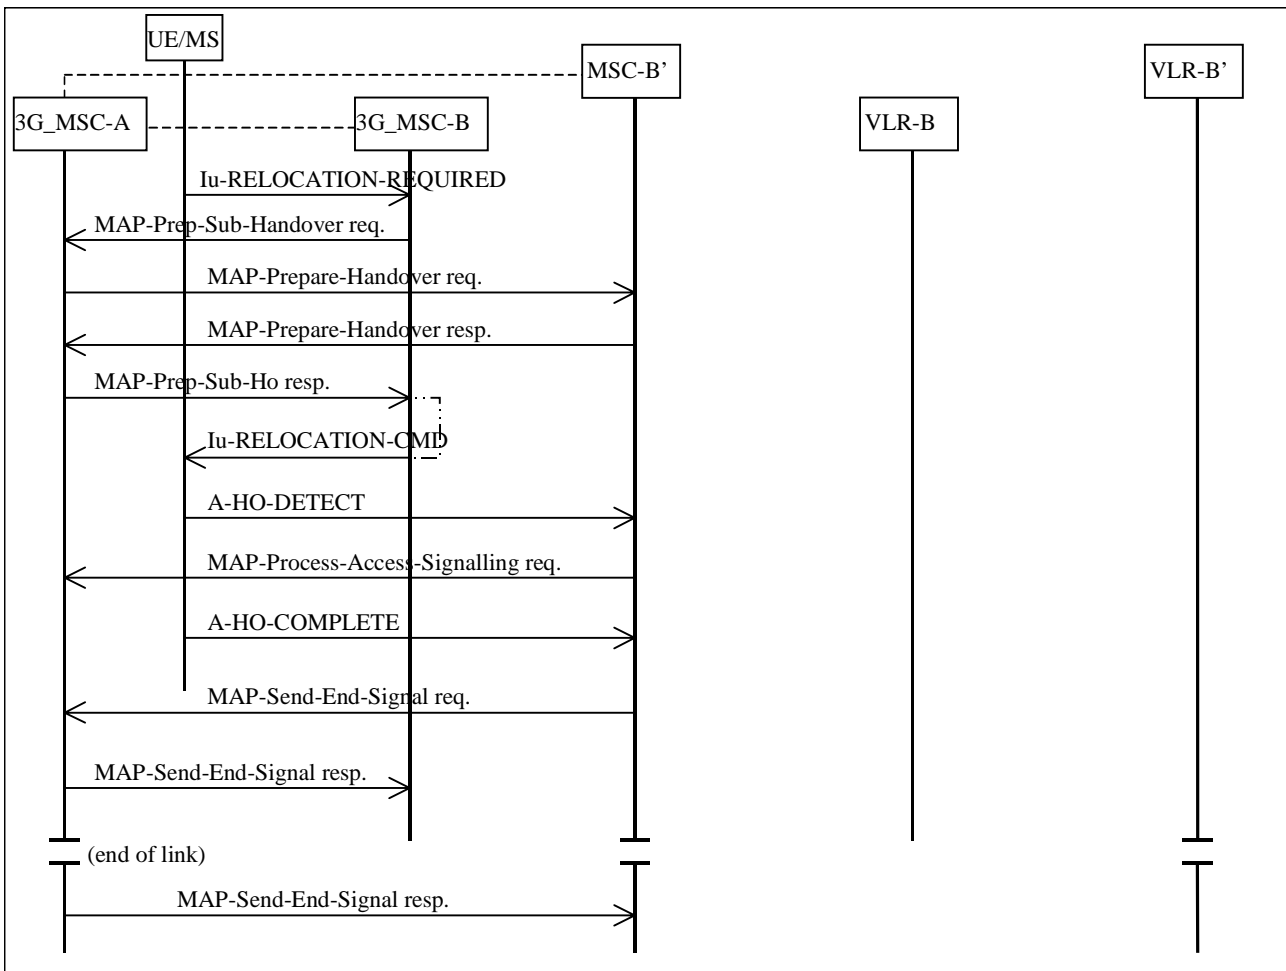 UE/MS
MSC-B’
VLR-B’
3G_MSC-A
3G_MSC-B
VLR-B
Iu-RELOCATION-REQUIRED
MAP-Prep-Sub-Handover req.
MAP-Prepare-Handover req.
MAP-Prepare-Handover resp.
MAP-Prep-Sub-Ho resp.
Iu-RELOCATION-CMD
A-HO-DETECT
MAP-Process-Access-Signalling req.
A-HO-COMPLETE
MAP-Send-End-Signal req.
MAP-Send-End-Signal resp.
(end of link)
MAP-Send-End-Signal resp.